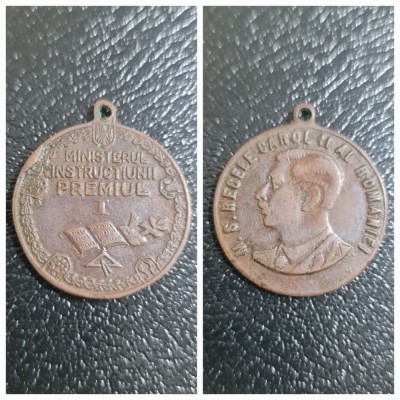 MINISTERUL
INSTRUCTIUNII
PREMIUL
I
M.S. REGELE CAROL II AL ROMANIEI